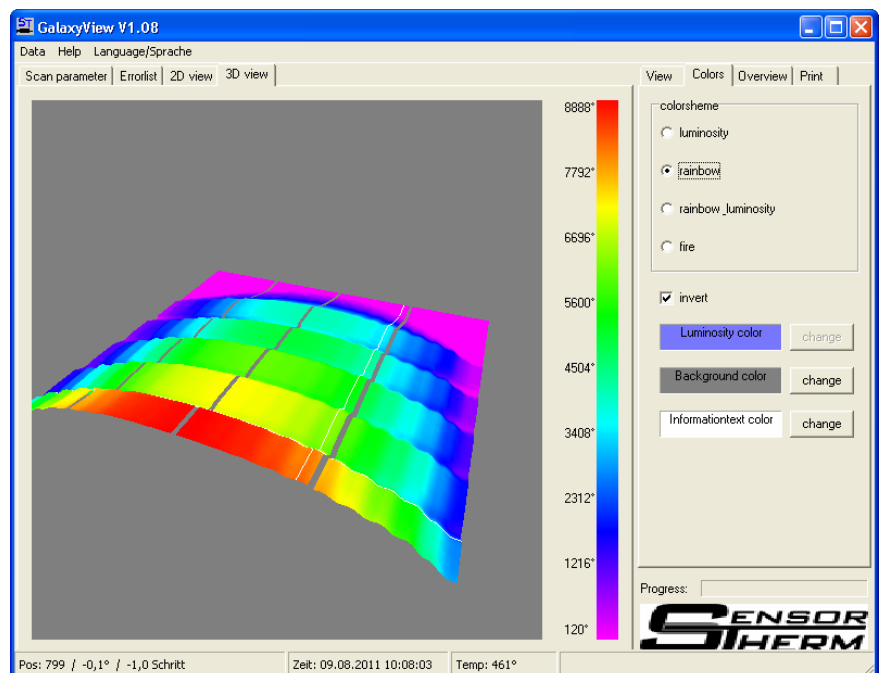 GalaxyView V1.08
Data Help Language/Sprache
Scan parameter Errorlist 2D view 3D view
View Colors Overview Print
8888°
7792°
6696°
5600°
4504°
3408°
2312°
1216°
120°
colorsheme
luminosity
rainbow
rainbow_luminosity
fire
invert
Luminosity color change
Background color change
Informationtext color change
Progress:
SENSOR
THERM
Pos: 799 / -0,1° / -1,0 Schritt Zeit: 09.08.2011 10:08:03 Temp: 461°